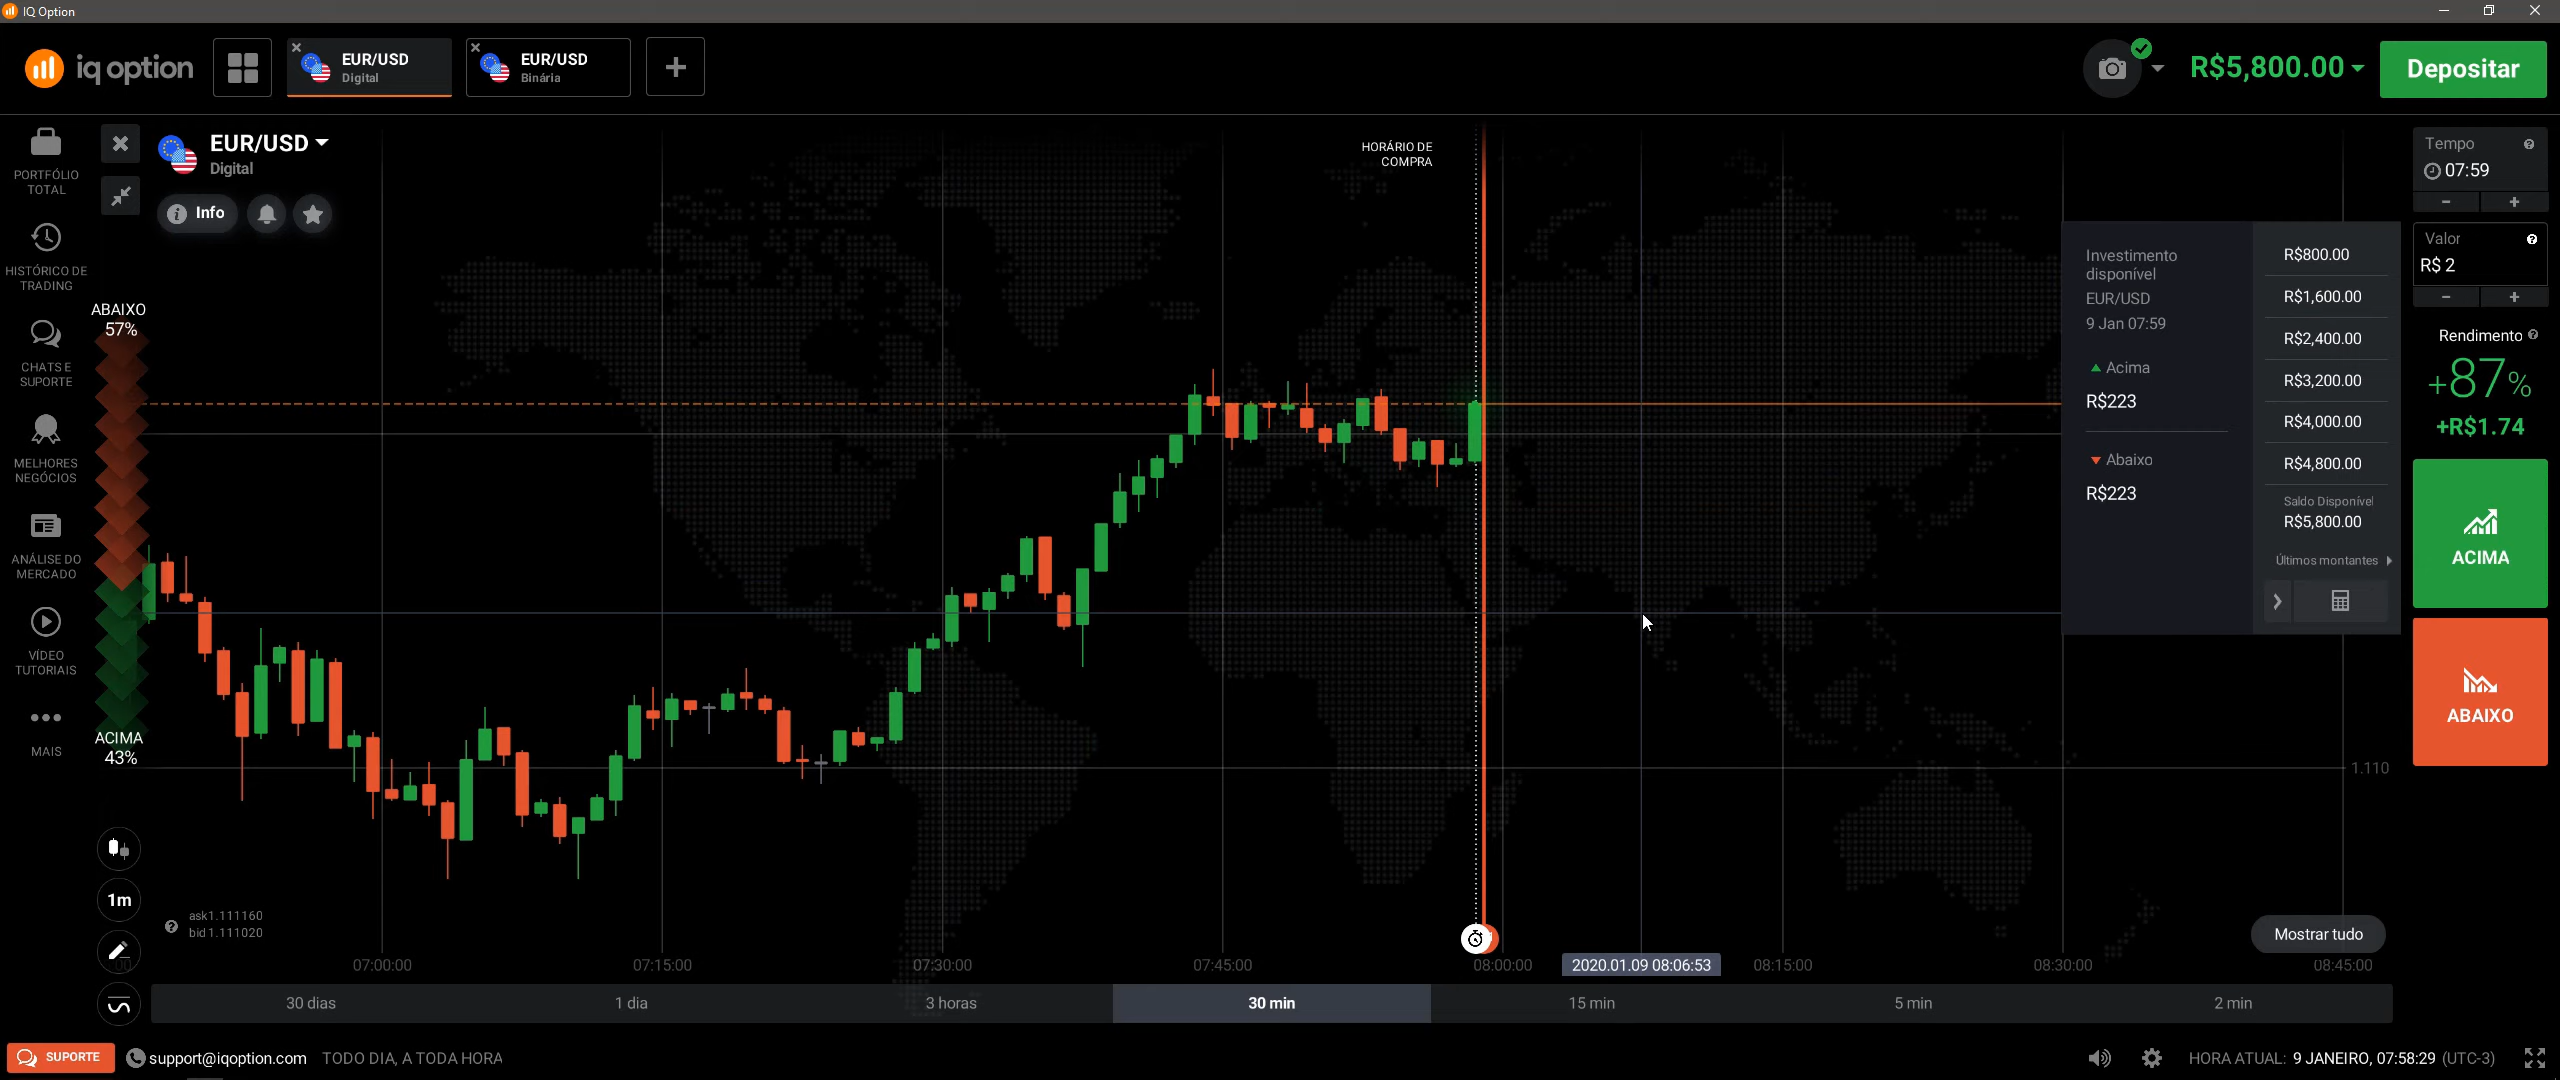 IQ Option
iq option
EUR/USD
Digital
EUR/USD
Binária
R$5,800.00
Depositar
PORTFÓLIO
TOTAL
HISTÓRICO DE
TRADING
CHATS E
SUPORTE
MELHORES
NEGÓCIOS
ANÁLISE DO
MERCADO
VÍDEO
TUTORIAIS
MAIS
EUR/USD
Digital
Info
ABAIXO
57%
ACIMA
43%
1m
HORÁRIO DE
COMPRA
Investimento
disponível
EUR/USD
9 Jan 07:59
Acima
R$223
Abaixo
R$223
R$800.00
R$1,600.00
R$2,400.00
R$3,200.00
R$4,000.00
R$4,800.00
Saldo Disponível
R$5,800.00
Últimos montantes
Tempo
07:59
- +
Valor
R$ 2
- +
Rendimento
+87%
+R$1.74
ACIMA
ABAIXO
1.110
ask1.111160
bid1.111020
Mostrar tudo
07:00:00 07:15:00 07:30:00 07:45:00 08:00:00 2020.01.09 08:06:53 08:15:00 08:30:00 08:45:00
30 dias 1 dia 3 horas 30 min 15 min 5 min 2 min
SUPORTE support@iqoption.com TODO DIA, A TODA HORA
HORA ATUAL: 9 JANEIRO, 07:58:29 (UTC-3)